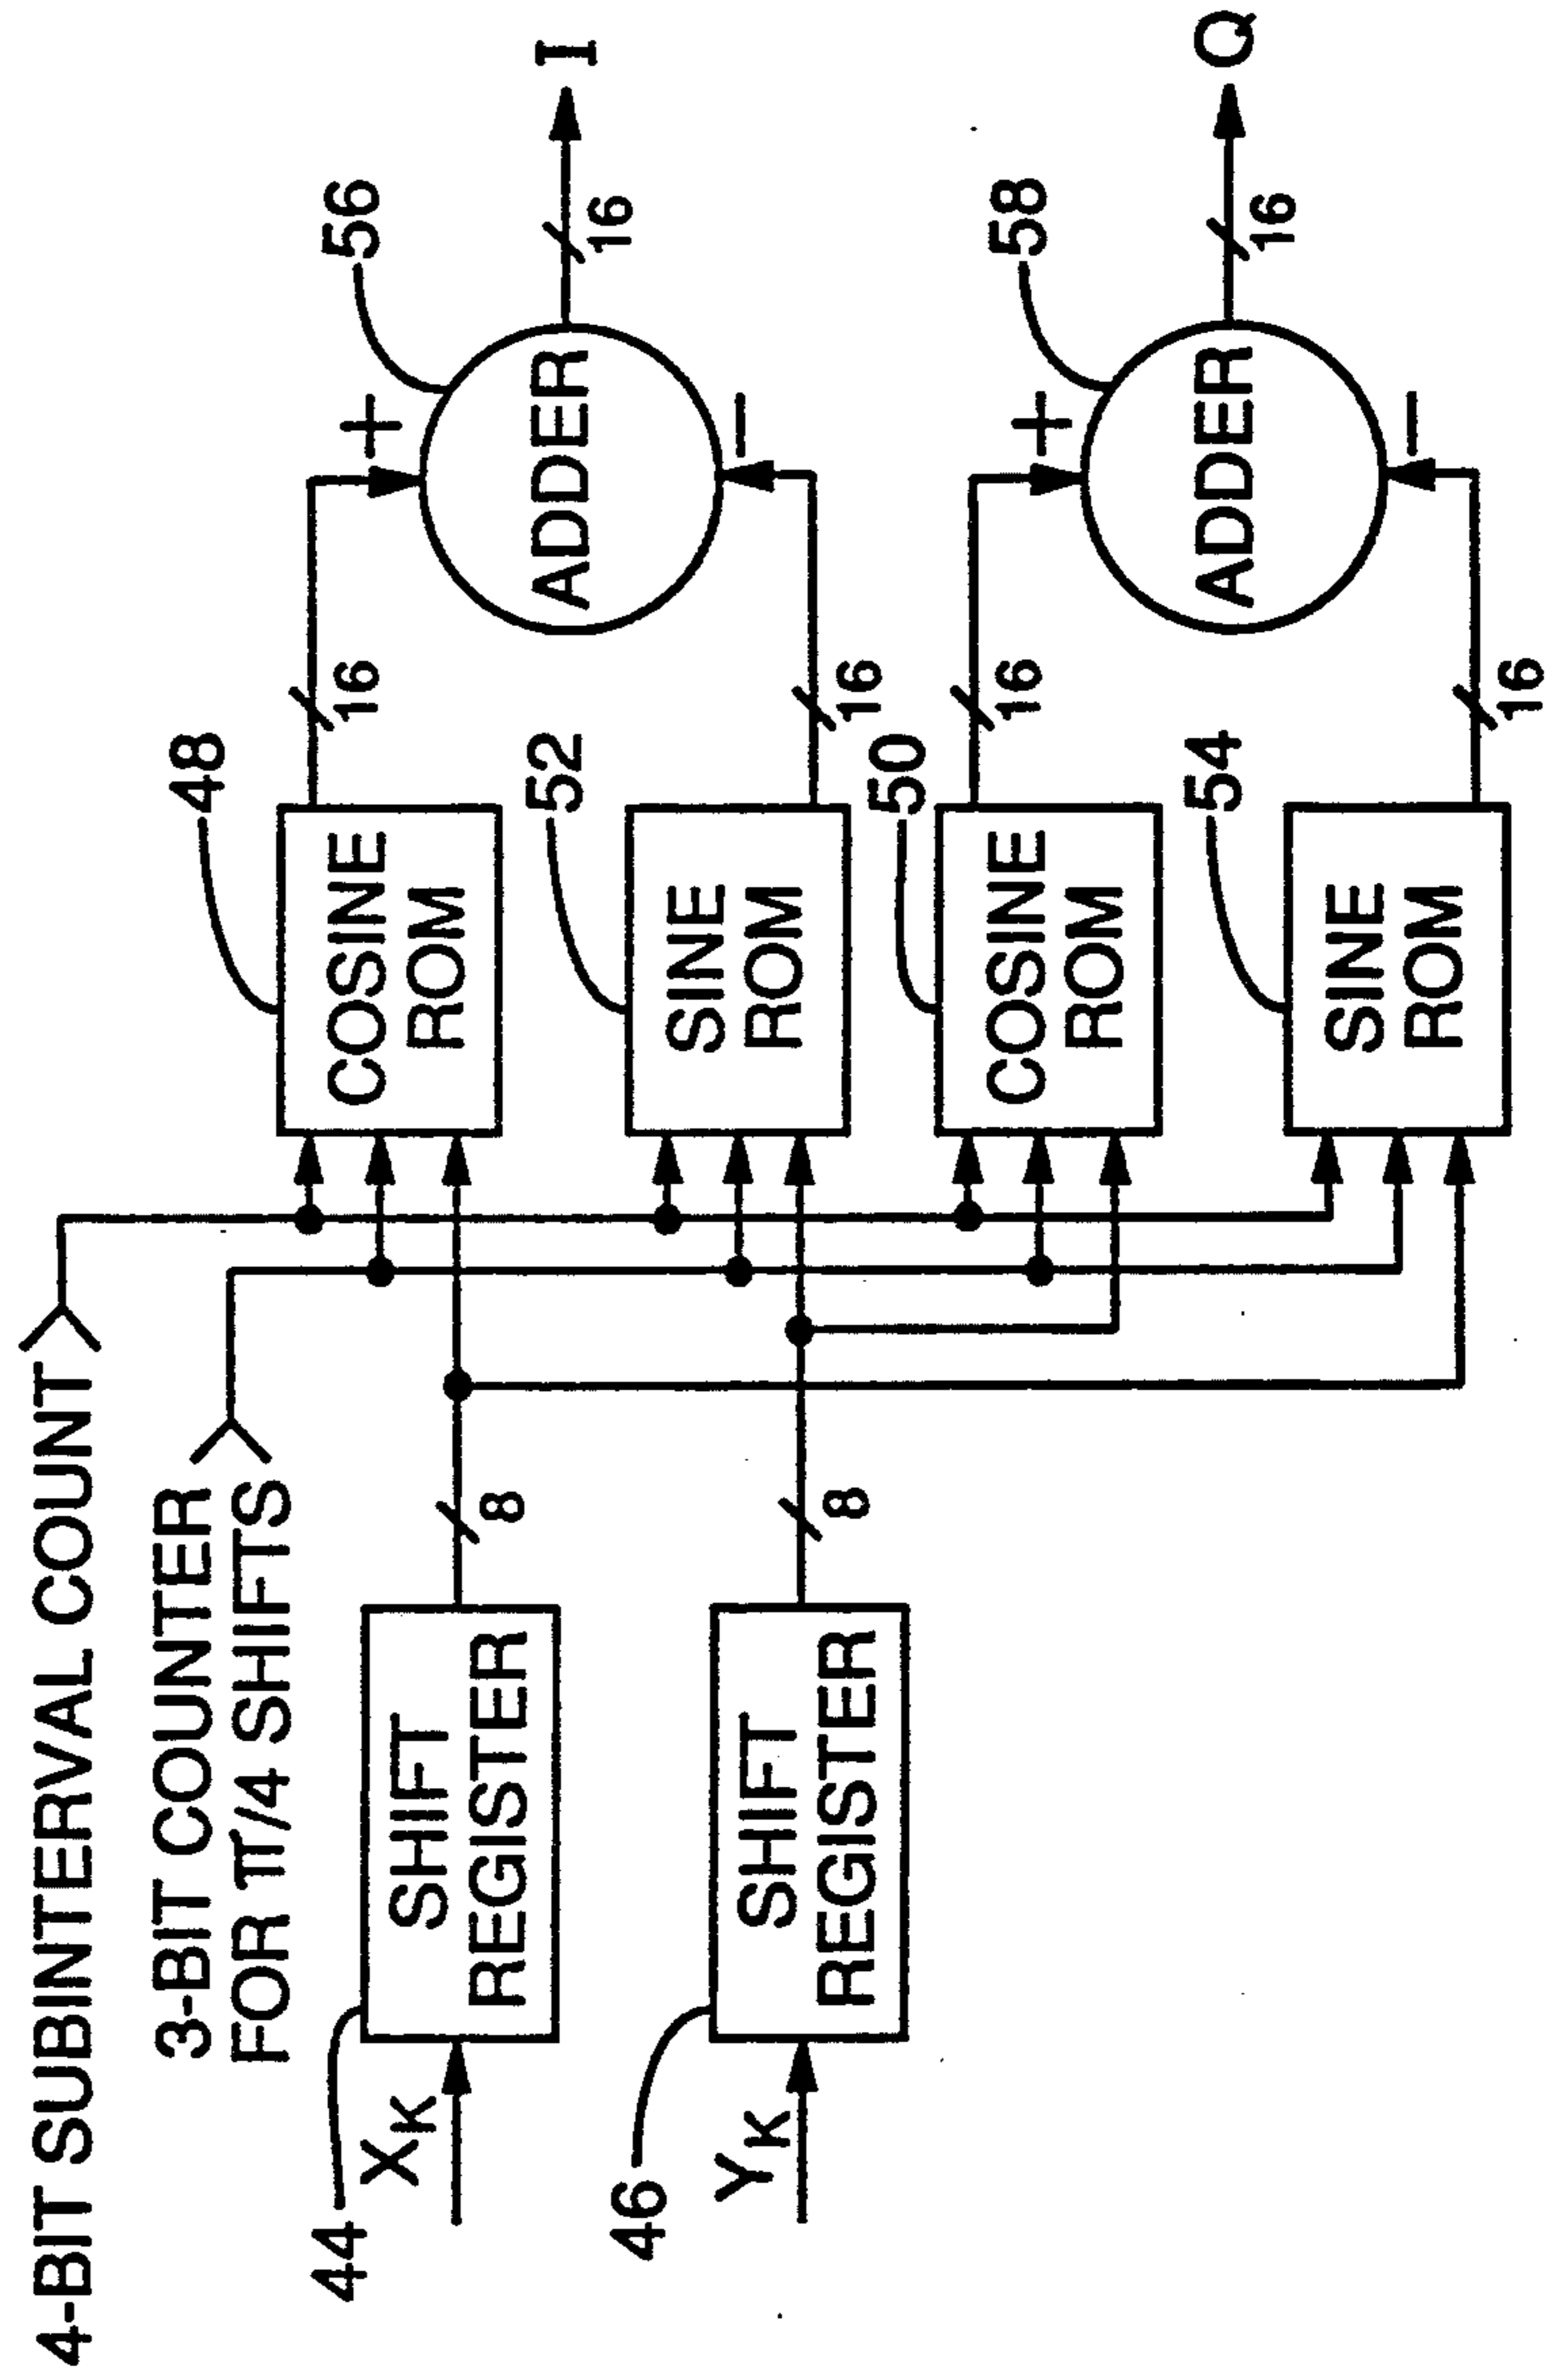 4-BIT SUBINTERVAL COUNT
3-BIT COUNTER
FOR π/4 SHIFTS
44
XK
SHIFT
REGISTER
8
46
YK
SHIFT
REGISTER
8
48
COSINE
ROM
16
52
SINE
ROM
16
50
COSINE
ROM
16
54
SINE
ROM
16
56
+
ADDER
−
16
I
58
+
ADDER
−
16
Q